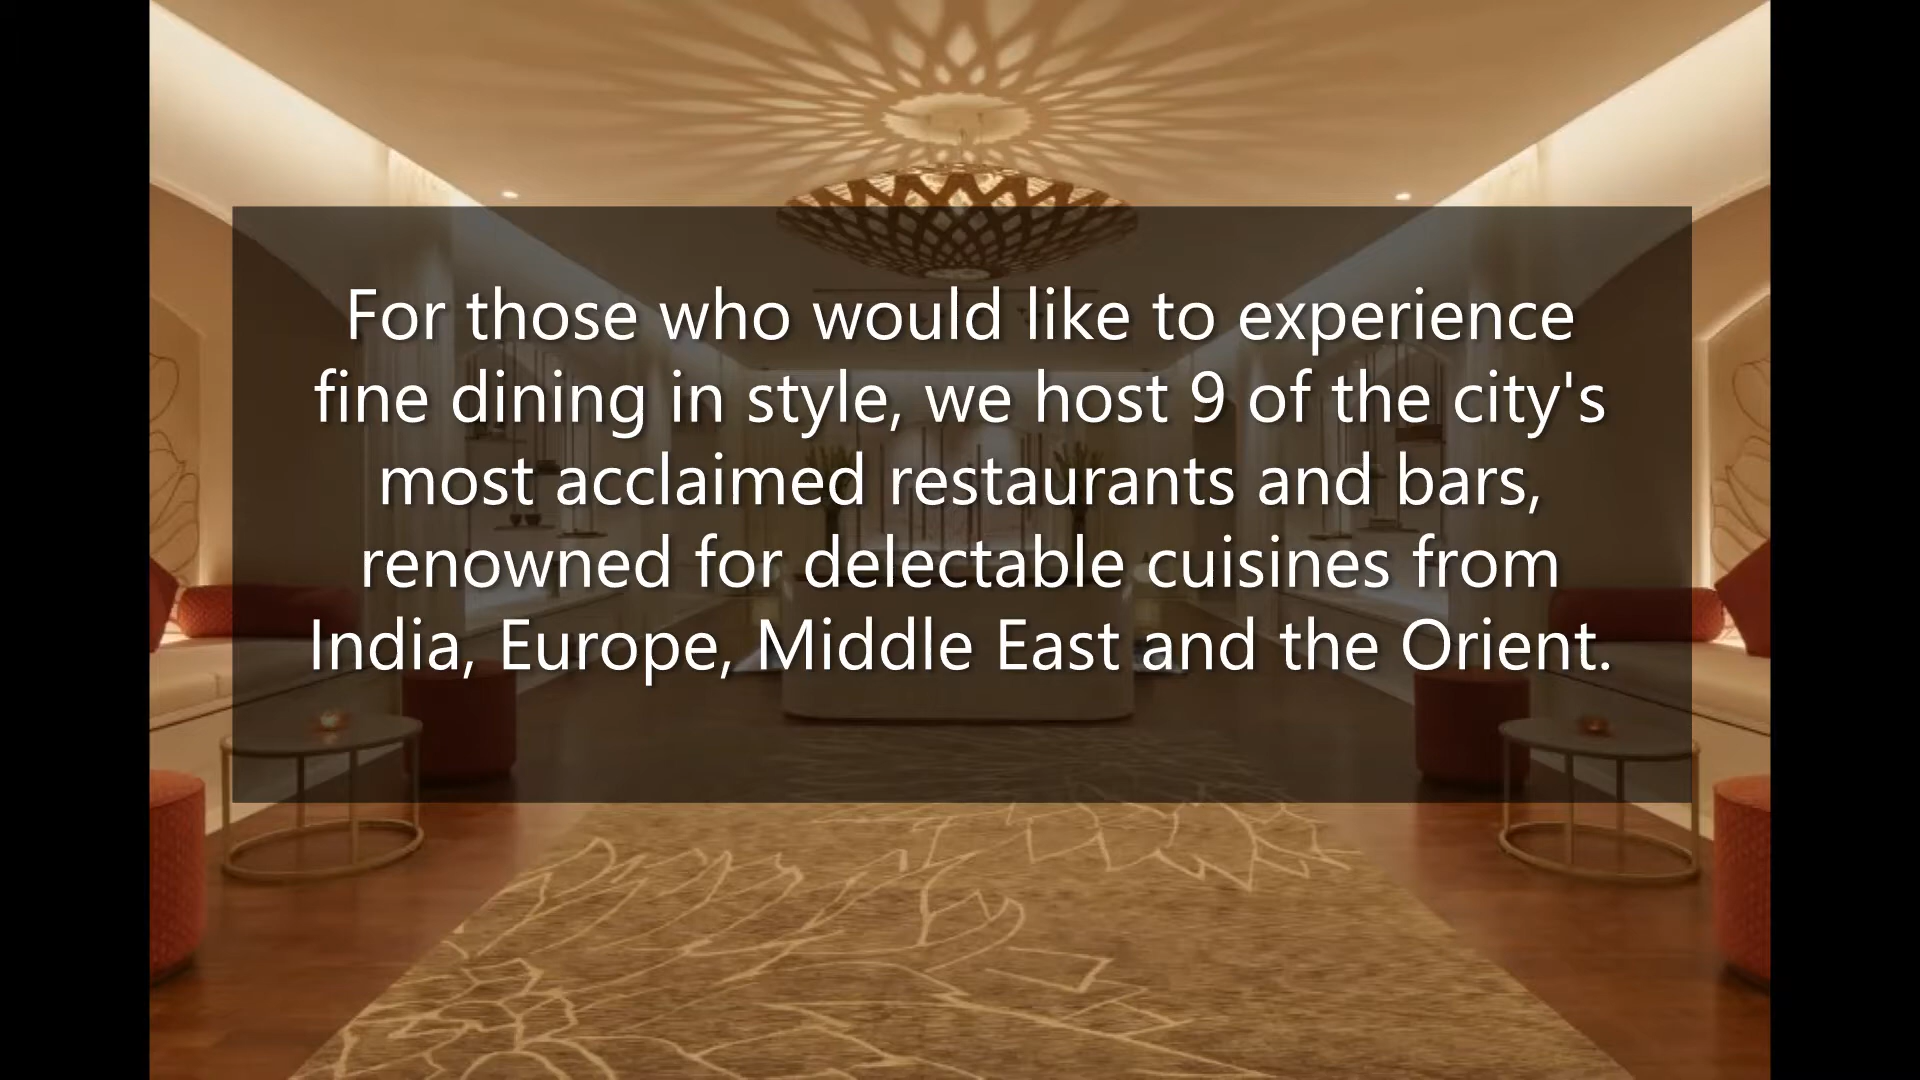 For those who would like to experience
fine dining in style, we host 9 of the city's
most acclaimed restaurants and bars,
renowned for delectable cuisines from
India, Europe, Middle East and the Orient.